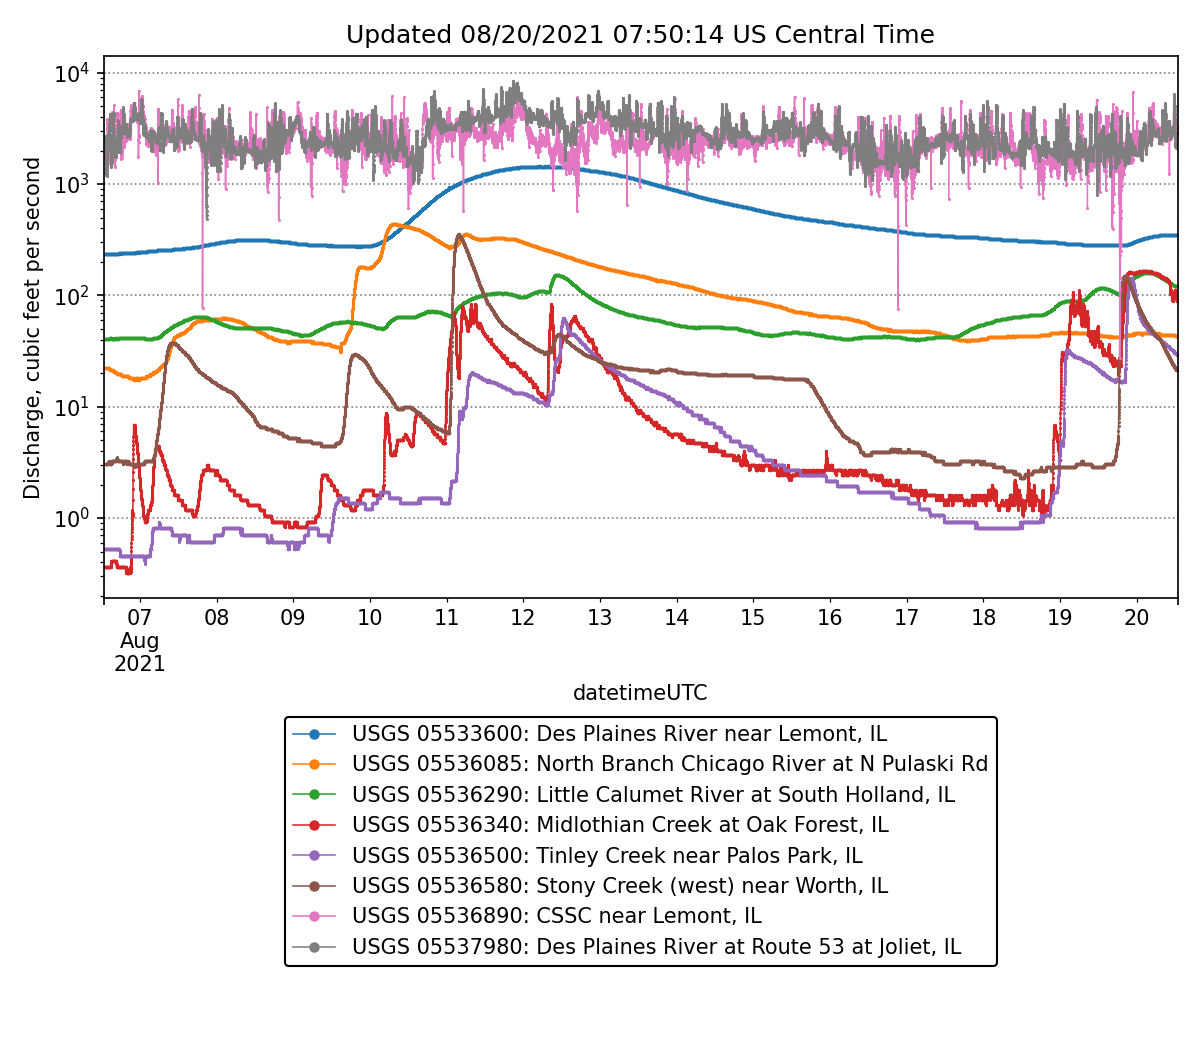 Updated 08/20/2021 07:50:14 US Central Time
Discharge, cubic feet per second
10^4
10^3
10^2
10^1
10^0
07 08 09 10 11 12 13 14 15 16 17 18 19 20
Aug
2021
datetimeUTC
USGS 05533600: Des Plaines River near Lemont, IL
USGS 05536085: North Branch Chicago River at N Pulaski Rd
USGS 05536290: Little Calumet River at South Holland, IL
USGS 05536340: Midlothian Creek at Oak Forest, IL
USGS 05536500: Tinley Creek near Palos Park, IL
USGS 05536580: Stony Creek (west) near Worth, IL
USGS 05536890: CSSC near Lemont, IL
USGS 05537980: Des Plaines River at Route 53 at Joliet, IL